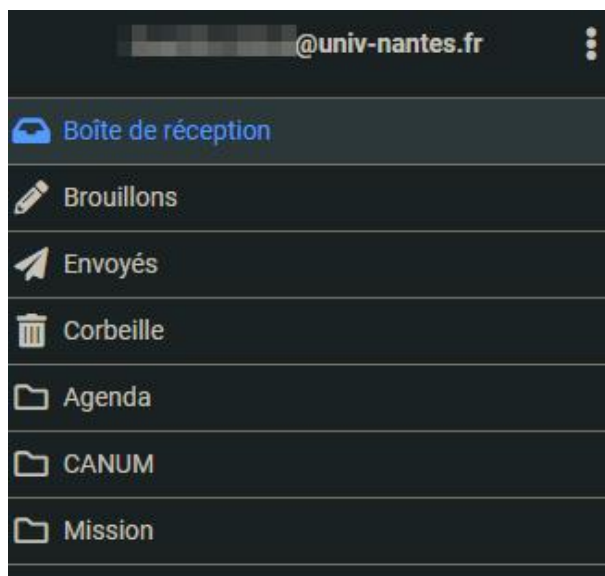 @univ-nantes.fr
Boîte de réception
Brouillons
Envoyés
Corbeille
Agenda
CANUM
Mission